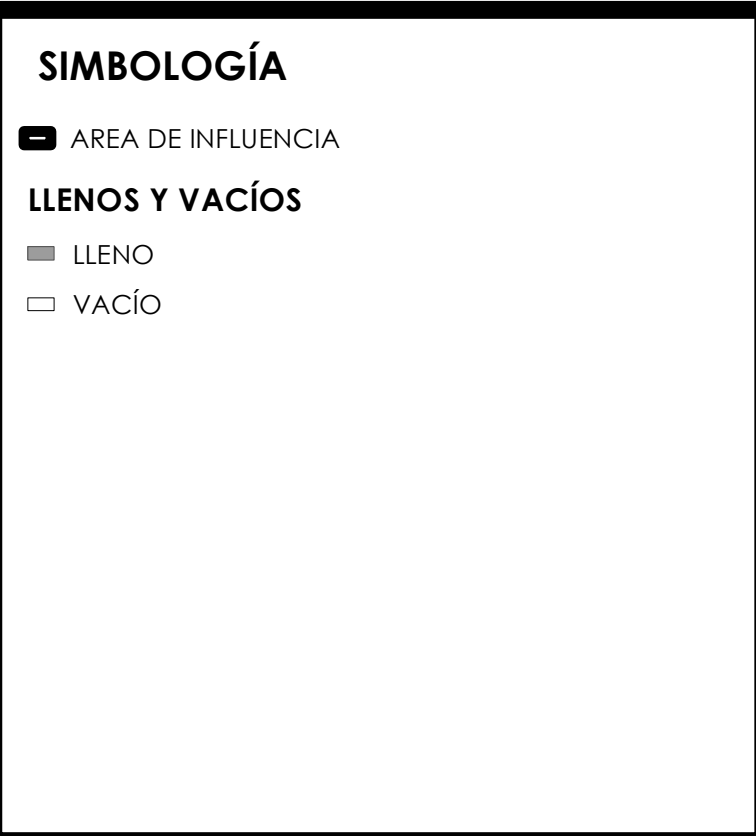 SIMBOLOGÍA
AREA DE INFLUENCIA
LLENOS Y VACÍOS
LLENO
VACÍO